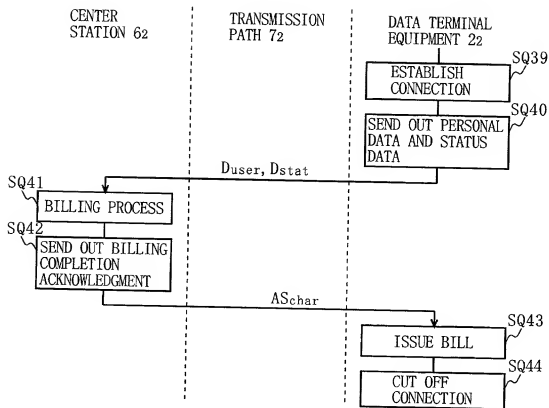 CENTER
STATION 62
TRANSMISSION
PATH 72
DATA TERMINAL
EQUIPMENT 22
SQ39
ESTABLISH
CONNECTION
SQ40
SEND OUT PERSONAL
DATA AND STATUS
DATA
Duser, Dstat
SQ41
BILLING PROCESS
SQ42
SEND OUT BILLING
COMPLETION
ACKNOWLEDGMENT
ASchar
SQ43
ISSUE BILL
SQ44
CUT OFF
CONNECTION